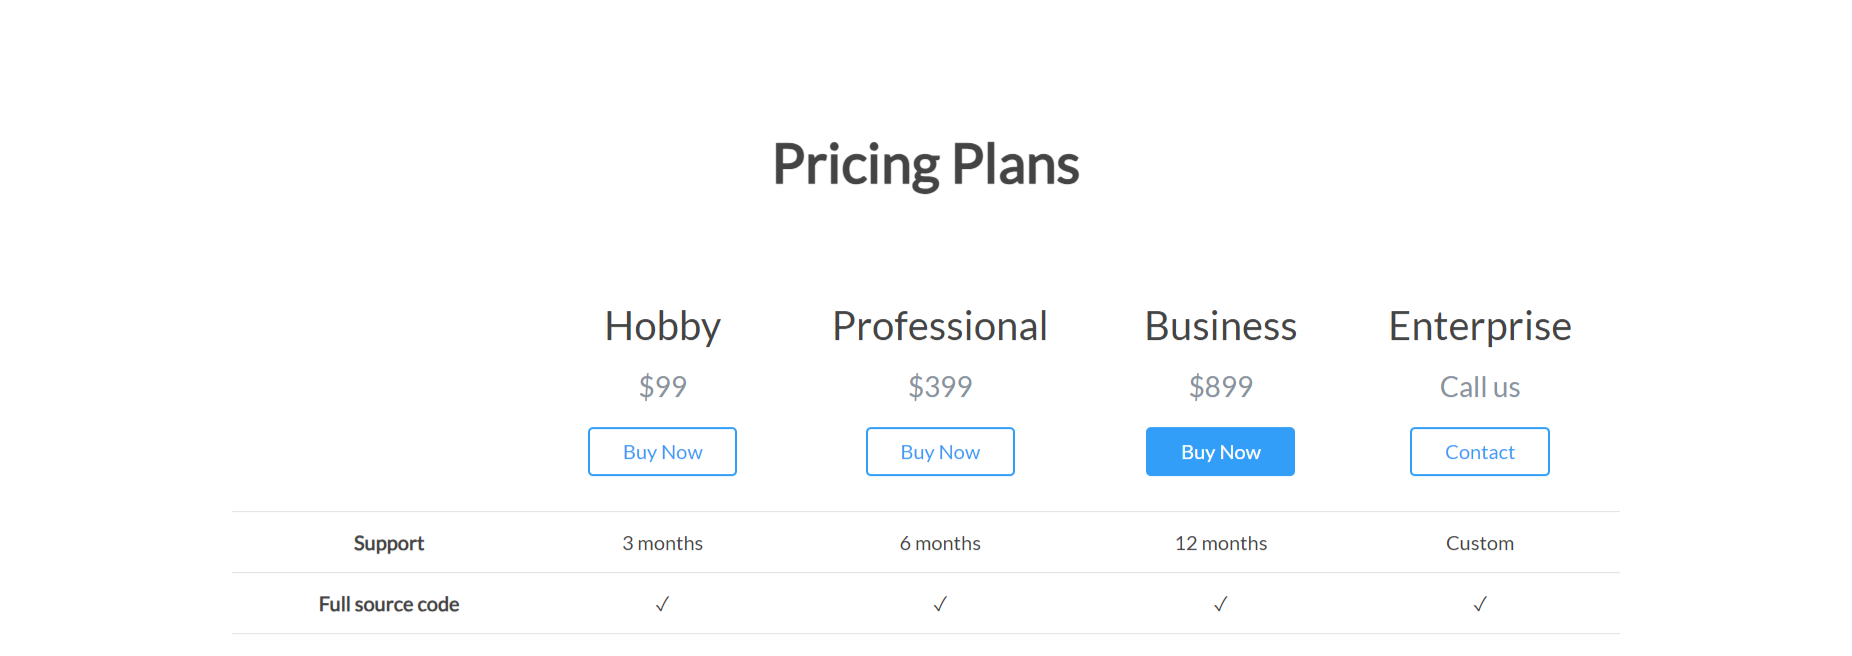 Pricing Plans
Hobby Professional Business Enterprise
$99 $399 $899 Call us
Buy Now Buy Now Buy Now Contact
Support 3 months 6 months 12 months Custom
Full source code ✓ ✓ ✓ ✓